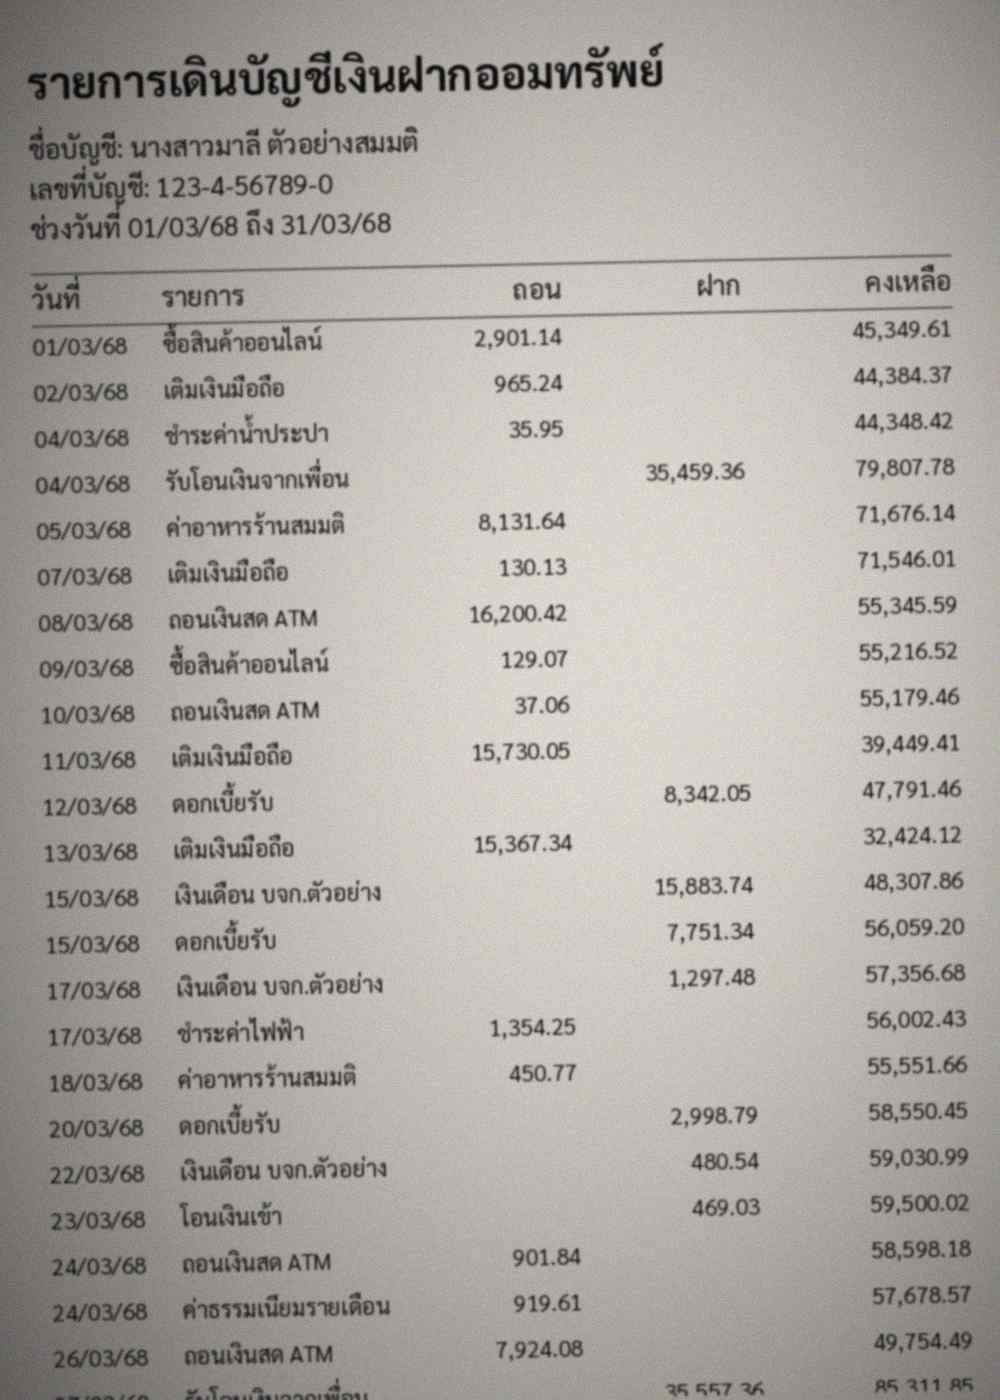 รายการเดินบัญชีเงินฝากออมทรัพย์
ชื่อบัญชี: นางสาวมาลี ตัวอย่างสมมติ
เลขที่บัญชี: 123-4-56789-0
ช่วงวันที่ 01/03/68 ถึง 31/03/68
วันที่ รายการ ถอน ฝาก คงเหลือ
01/03/68 ซื้อสินค้าออนไลน์ 2,901.14 45,349.61
02/03/68 เติมเงินมือถือ 965.24 44,384.37
04/03/68 ชำระค่าน้ำประปา 35.95 44,348.42
04/03/68 รับโอนเงินจากเพื่อน 35,459.36 79,807.78
05/03/68 ค่าอาหารร้านสมมติ 8,131.64 71,676.14
07/03/68 เติมเงินมือถือ 130.13 71,546.01
08/03/68 ถอนเงินสด ATM 16,200.42 55,345.59
09/03/68 ซื้อสินค้าออนไลน์ 129.07 55,216.52
10/03/68 ถอนเงินสด ATM 37.06 55,179.46
11/03/68 เติมเงินมือถือ 15,730.05 39,449.41
12/03/68 ดอกเบี้ยรับ 8,342.05 47,791.46
13/03/68 เติมเงินมือถือ 15,367.34 32,424.12
15/03/68 เงินเดือน บจก.ตัวอย่าง 15,883.74 48,307.86
15/03/68 ดอกเบี้ยรับ 7,751.34 56,059.20
17/03/68 เงินเดือน บจก.ตัวอย่าง 1,297.48 57,356.68
17/03/68 ชำระค่าไฟฟ้า 1,354.25 56,002.43
18/03/68 ค่าอาหารร้านสมมติ 450.77 55,551.66
20/03/68 ดอกเบี้ยรับ 2,998.79 58,550.45
22/03/68 เงินเดือน บจก.ตัวอย่าง 480.54 59,030.99
23/03/68 โอนเงินเข้า 469.03 59,500.02
24/03/68 ถอนเงินสด ATM 901.84 58,598.18
24/03/68 ค่าธรรมเนียมรายเดือน 919.61 57,678.57
26/03/68 ถอนเงินสด ATM 7,924.08 49,754.49
รับโอนเงินจากเพื่อน 35,557.36 85,311.85